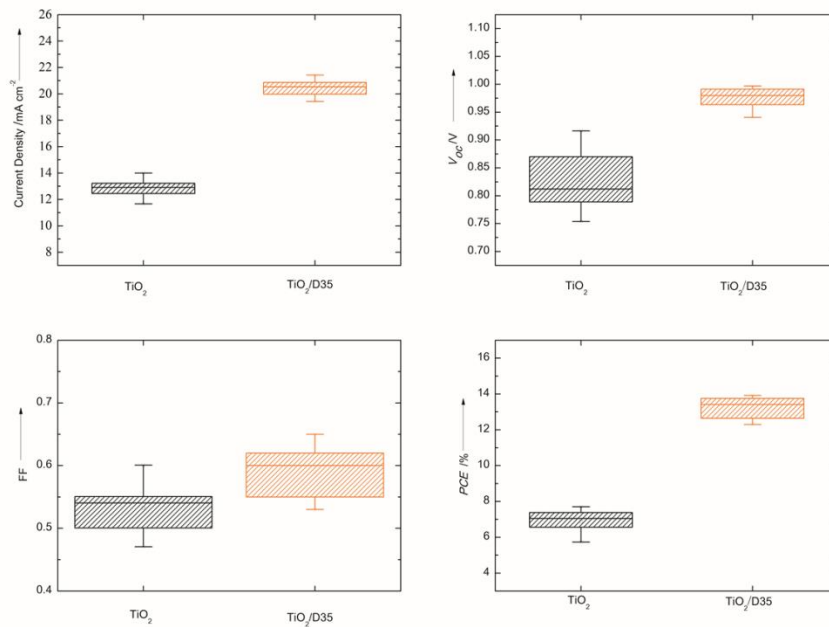 26
24
22
20
18
16
14
12
10
8
Current Density /mA cm⁻²
TiO₂
TiO₂/D35
1.10
1.05
1.00
0.95
0.90
0.85
0.80
0.75
0.70
V_oc/V
TiO₂
TiO₂/D35
0.8
0.7
0.6
0.5
0.4
FF
TiO₂
TiO₂/D35
16
14
12
10
8
6
4
PCE /%
TiO₂
TiO₂/D35